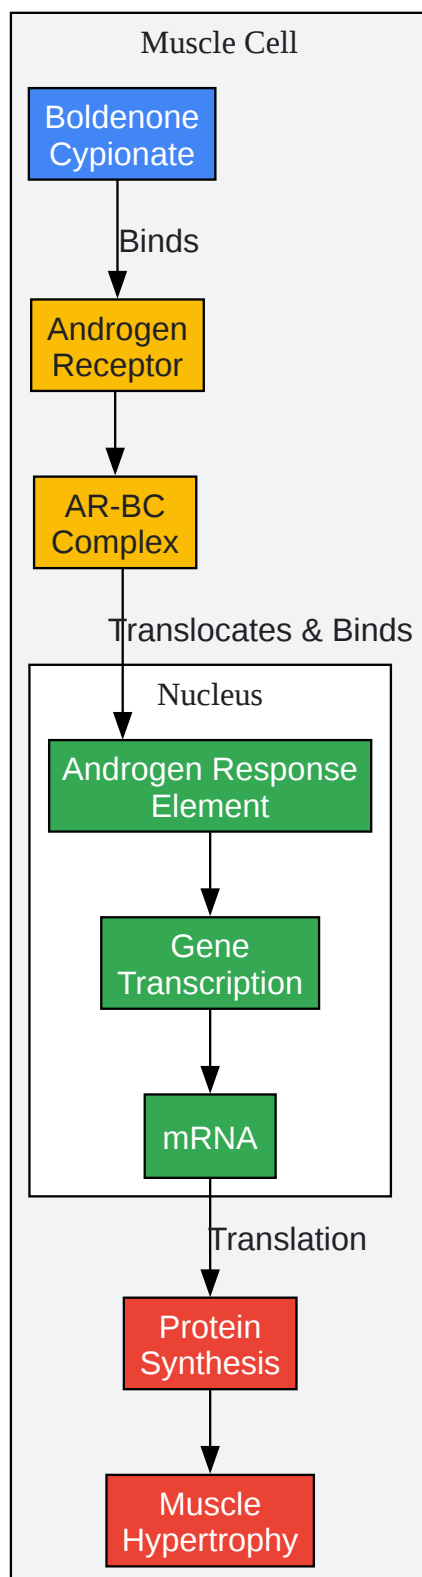 Muscle Cell
Boldenone
Cypionate
Binds
Androgen
Receptor
AR-BC
Complex
Translocates & Binds
Nucleus
Androgen Response
Element
Gene
Transcription
mRNA
Translation
Protein
Synthesis
Muscle
Hypertrophy